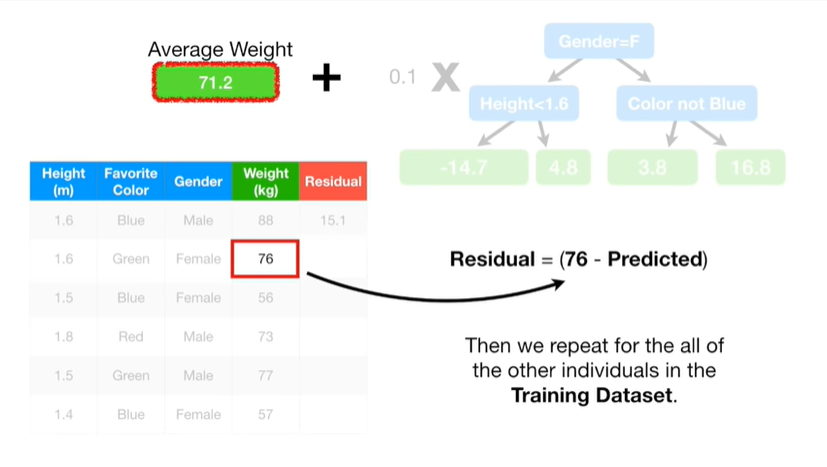 Average Weight
71.2
+
0.1 X
Gender=F
Height<1.6
Color not Blue
-14.7
4.8
3.8
16.8
Height (m) Favorite Color Gender Weight (kg) Residual
1.6 Blue Male 88 15.1
1.6 Green Female 76
1.5 Blue Female 56
1.8 Red Male 73
1.5 Green Male 77
1.4 Blue Female 57
Residual = (76 - Predicted)
Then we repeat for the all of
the other individuals in the
Training Dataset.